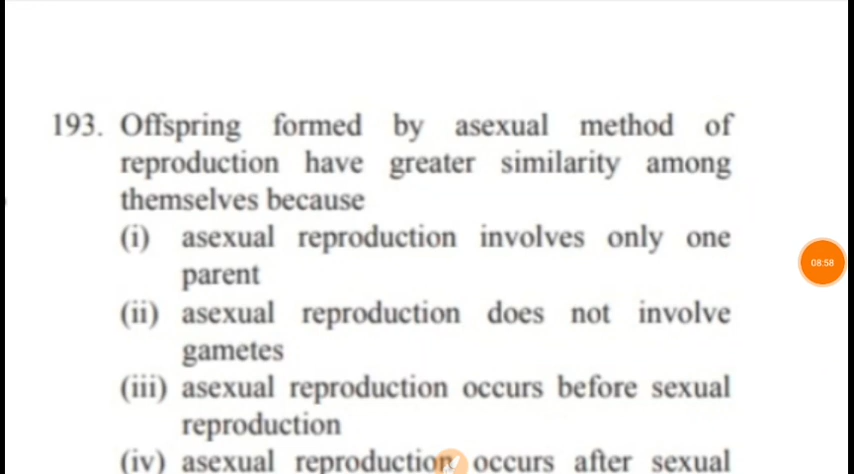 193. Offspring formed by asexual method of
reproduction have greater similarity among
themselves because
(i) asexual reproduction involves only one
parent
08:58
(ii) asexual reproduction does not involve
gametes
(iii) asexual reproduction occurs before sexual
reproduction
(iv) asexual reproduction occurs after sexual